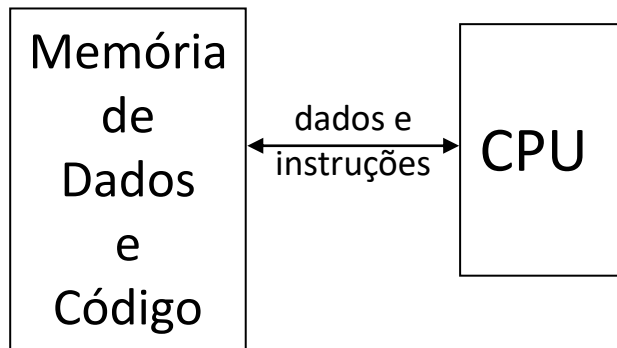 Memória
de
Dados
e
Código
dados e
instruções
CPU